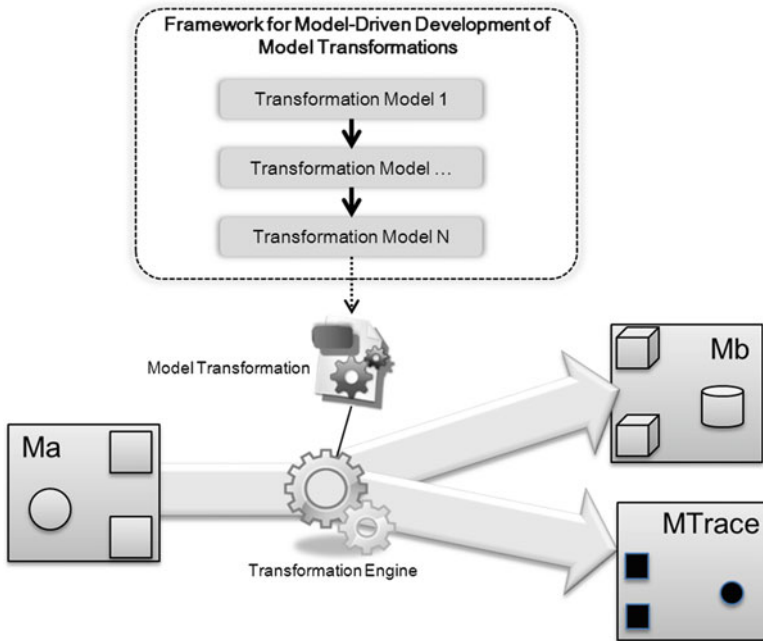 Framework for Model-Driven Development of
Model Transformations
Transformation Model 1
Transformation Model ...
Transformation Model N
Model Transformation
Ma
Mb
MTrace
Transformation Engine